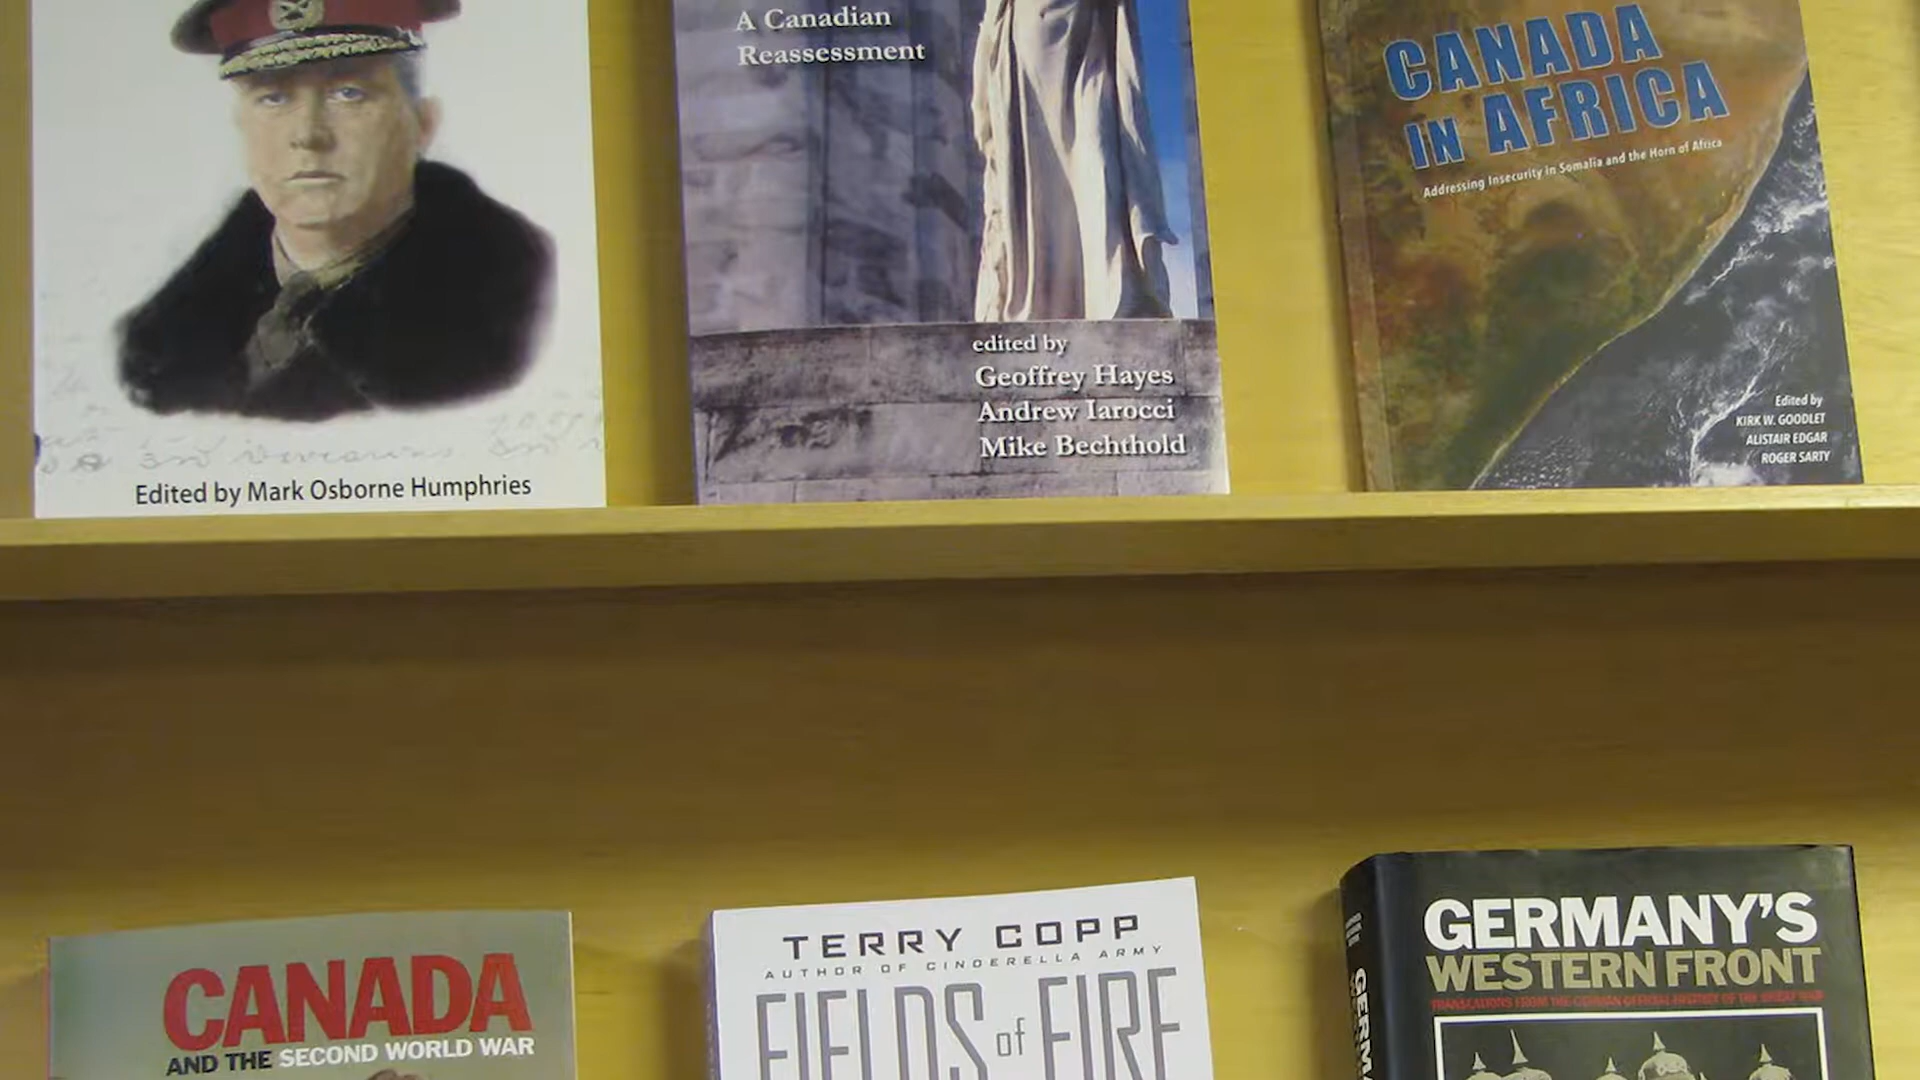 Edited by Mark Osborne Humphries
A Canadian
Reassessment
edited by
Geoffrey Hayes
Andrew Iarocci
Mike Bechthold
CANADA
IN AFRICA
Addressing Insecurity in Somalia and the Horn of Africa
Edited by
KIRK W. GOODLET
ALISTAIR EDGAR
ROGER SARTY
CANADA
AND THE SECOND WORLD WAR
TERRY COPP
AUTHOR OF CINDERELLA ARMY
FIELDS of FIRE
GERMANY'S
WESTERN FRONT
TRANSLATIONS FROM THE GERMAN OFFICIAL HISTORY OF THE GREAT WAR